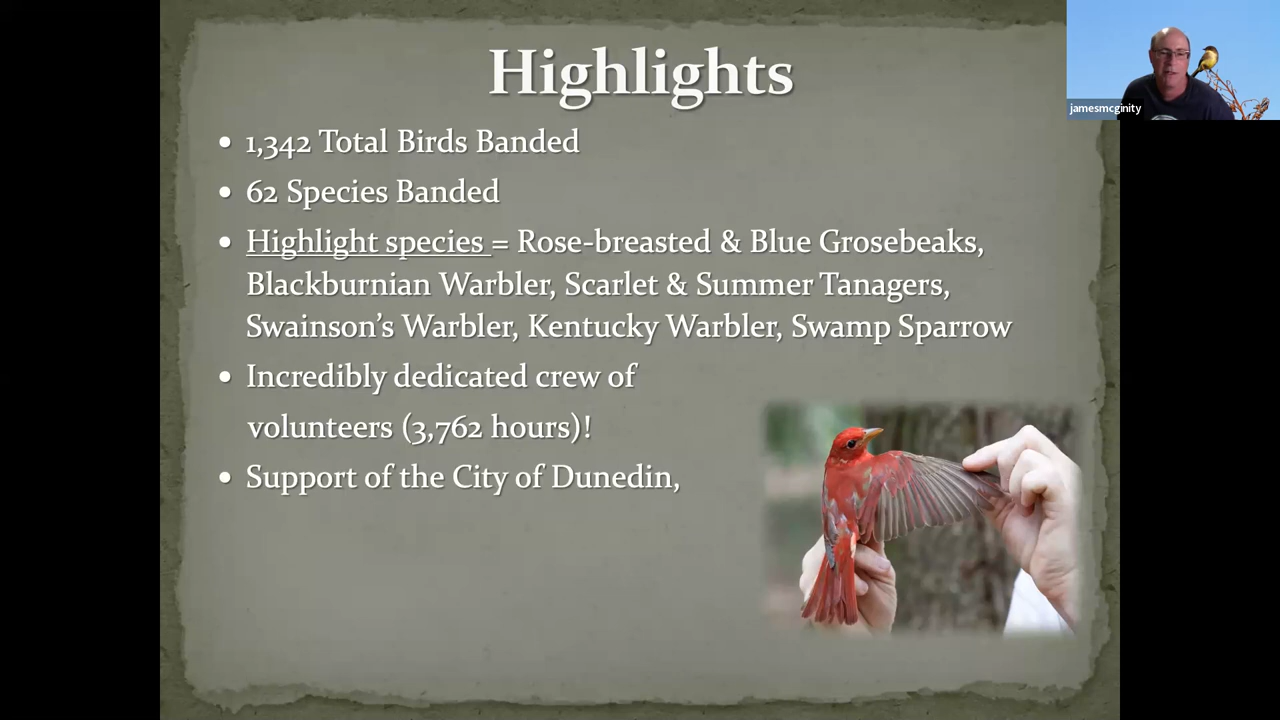 Highlights
• 1,342 Total Birds Banded
• 62 Species Banded
• Highlight species = Rose-breasted & Blue Grosebeaks,
Blackburnian Warbler, Scarlet & Summer Tanagers,
Swainson's Warbler, Kentucky Warbler, Swamp Sparrow
• Incredibly dedicated crew of
volunteers (3,762 hours)!
• Support of the City of Dunedin,
jamesmcginity